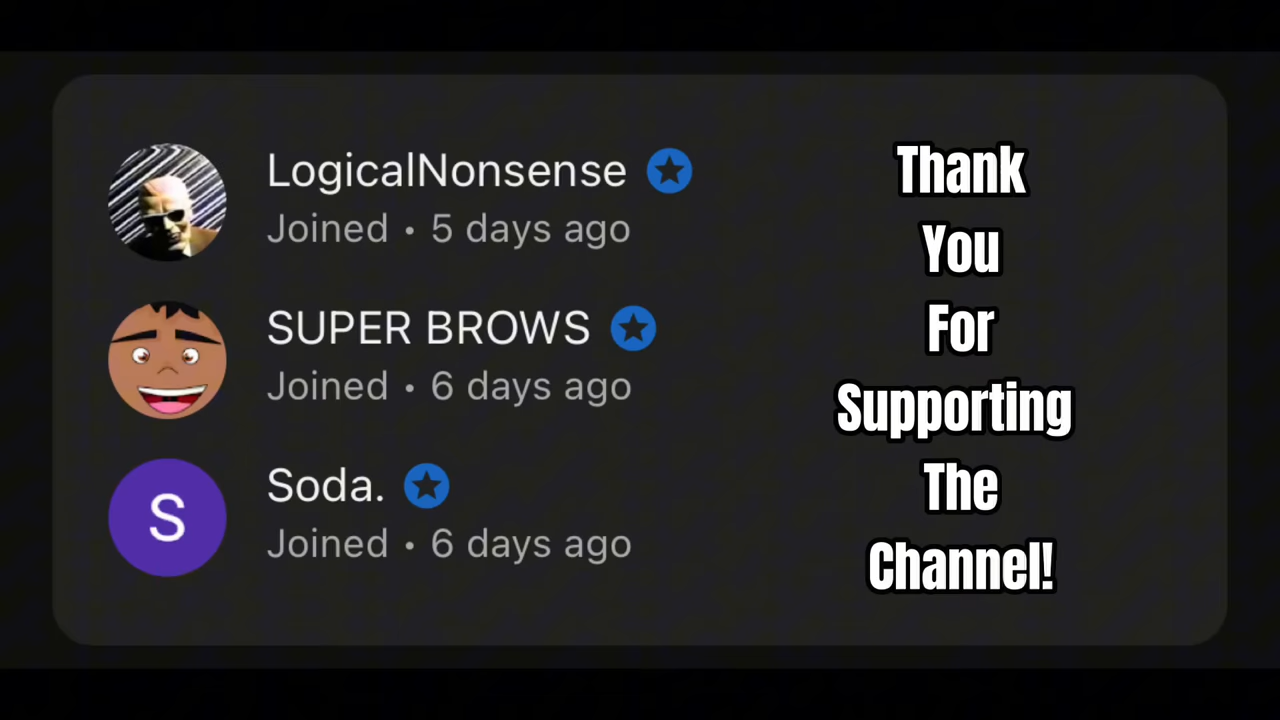 LogicalNonsense
Joined • 5 days ago
SUPER BROWS
Joined • 6 days ago
S
Soda.
Joined • 6 days ago
Thank
You
For
Supporting
The
Channel!